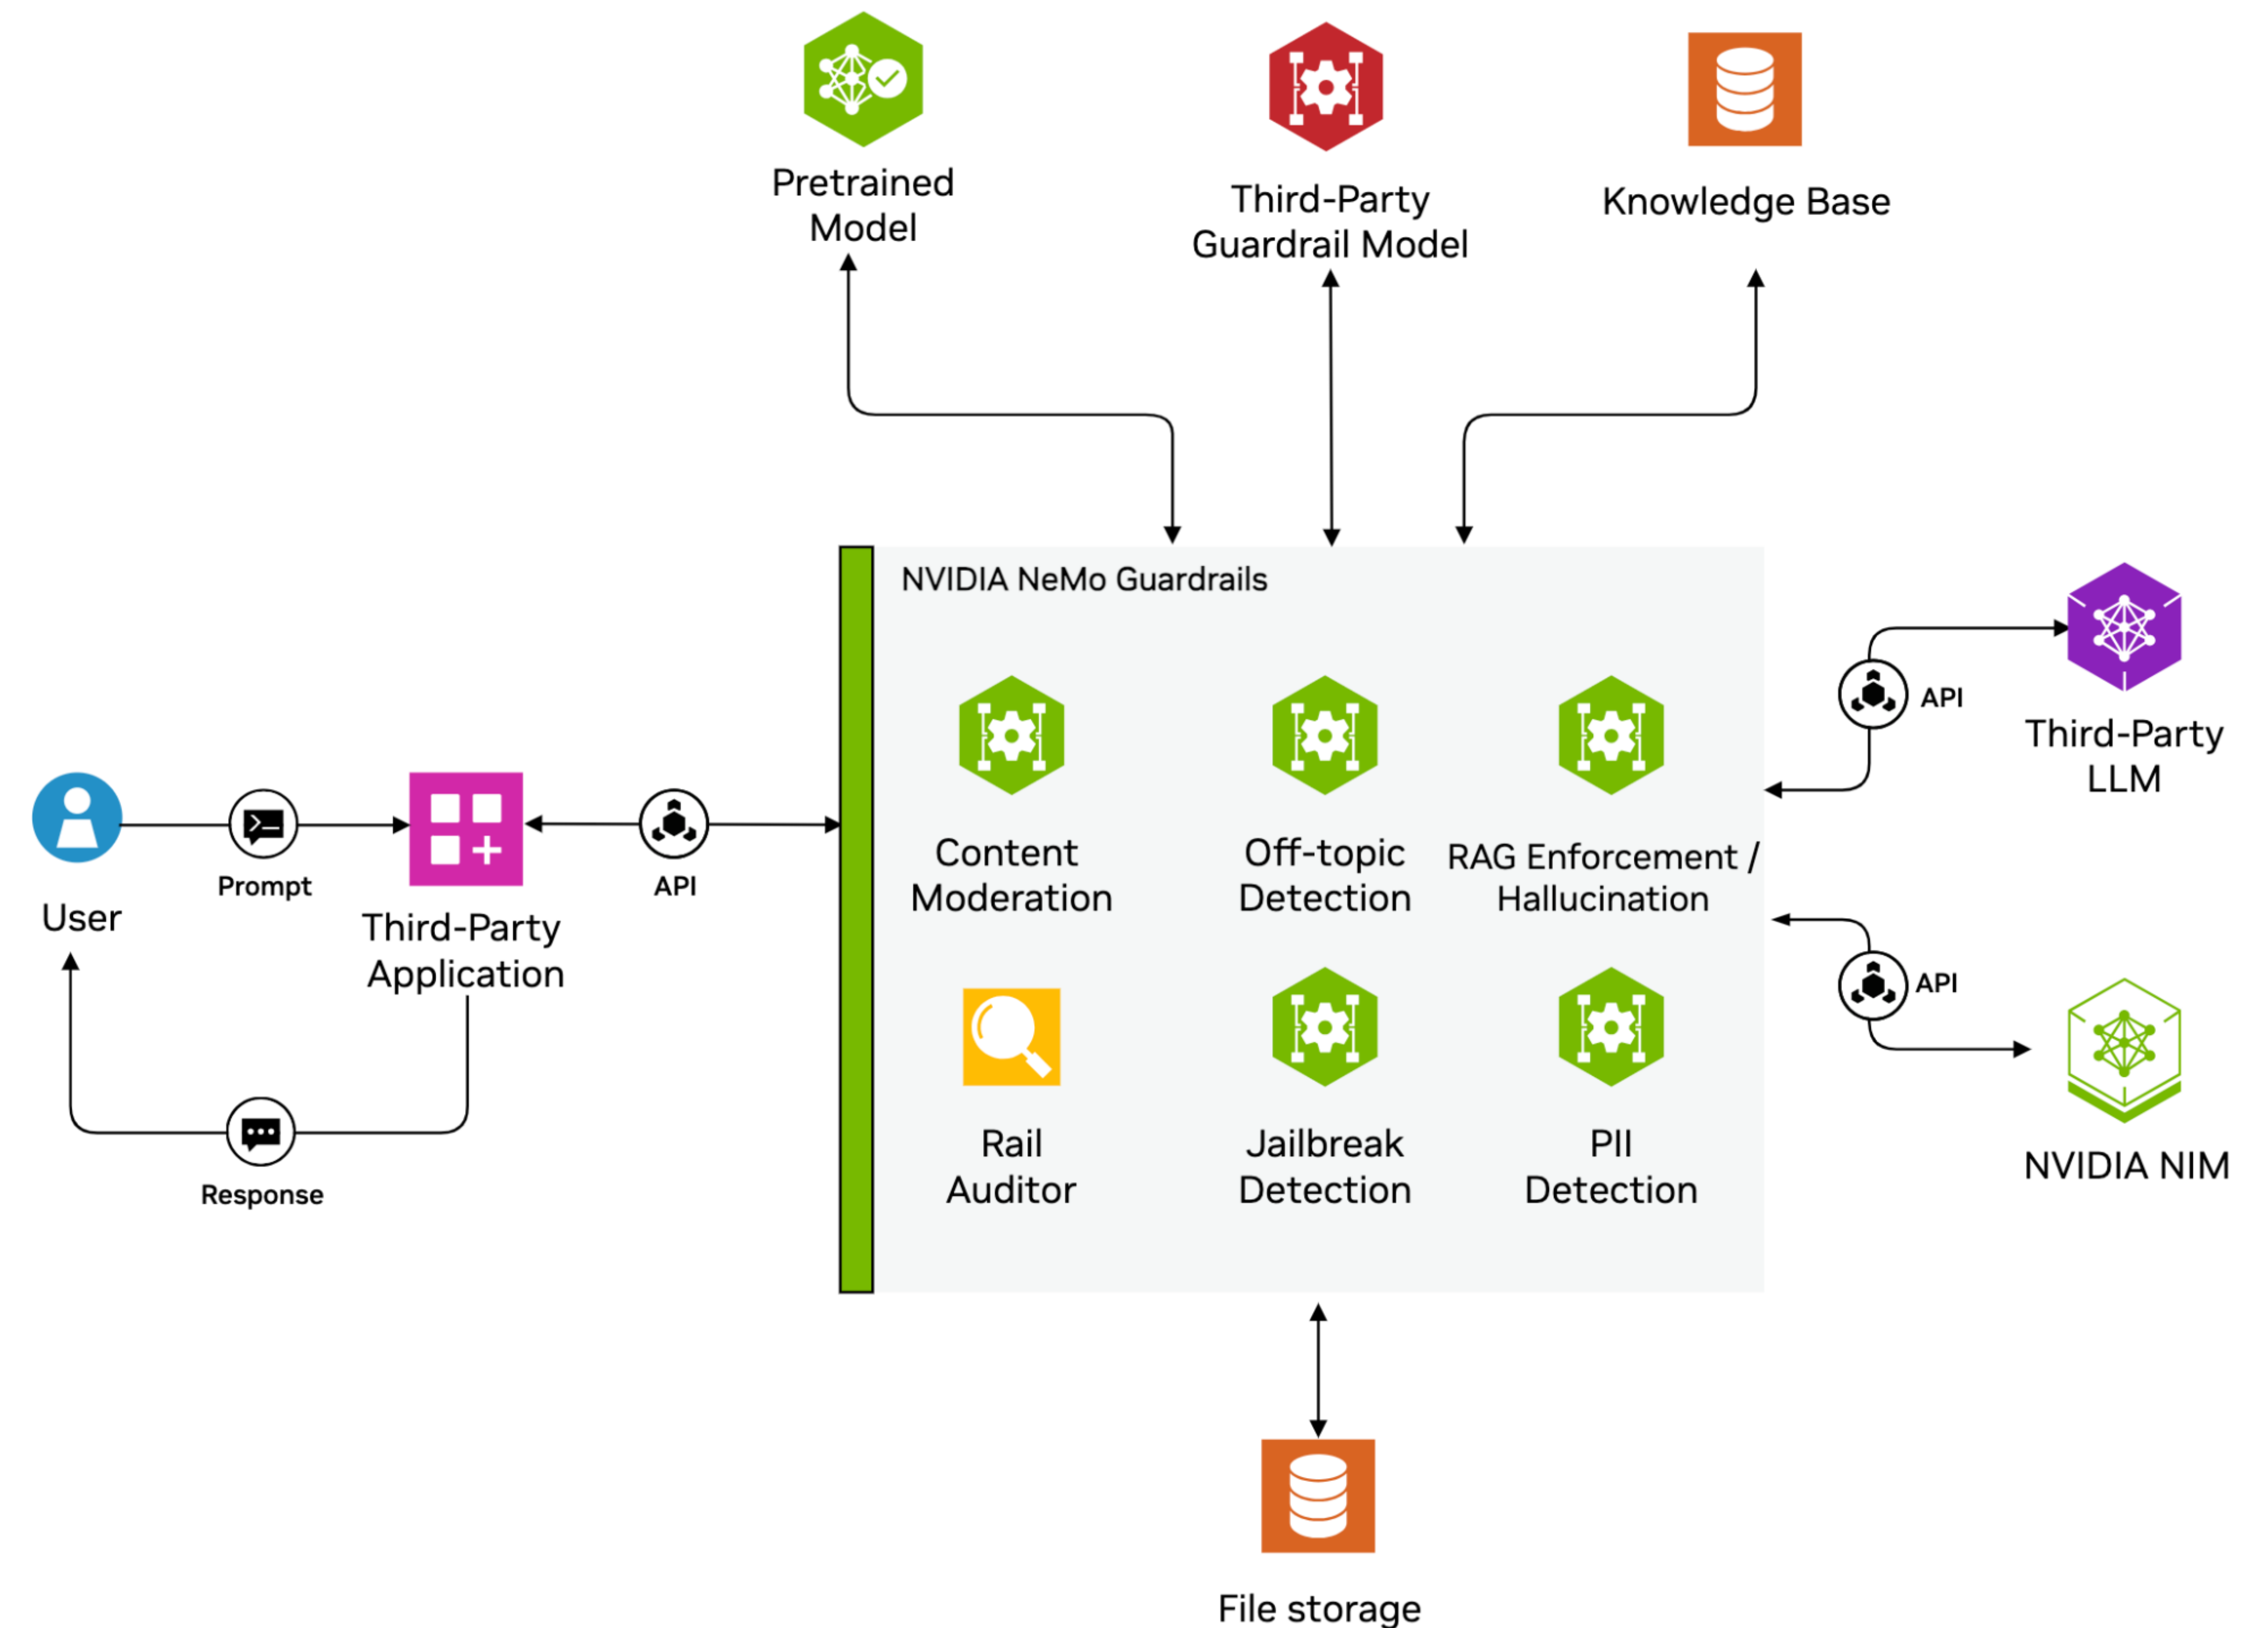 Pretrained
Model
Third-Party
Guardrail Model
Knowledge Base
NVIDIA NeMo Guardrails
API
Third-Party
LLM
Content
Moderation
Off-topic
Detection
RAG Enforcement /
Hallucination
Prompt
API
User
Third-Party
Application
API
Rail
Auditor
Jailbreak
Detection
PII
Detection
NVIDIA NIM
Response
File storage